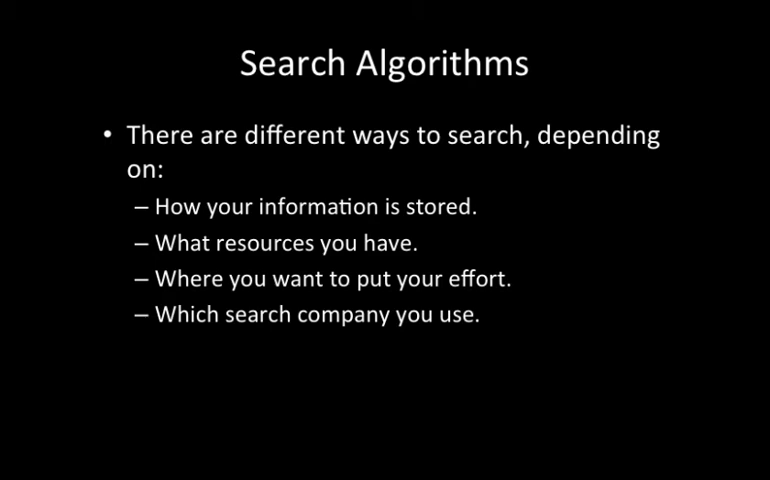 Search Algorithms
• There are different ways to search, depending
on:
– How your information is stored.
– What resources you have.
– Where you want to put your effort.
– Which search company you use.